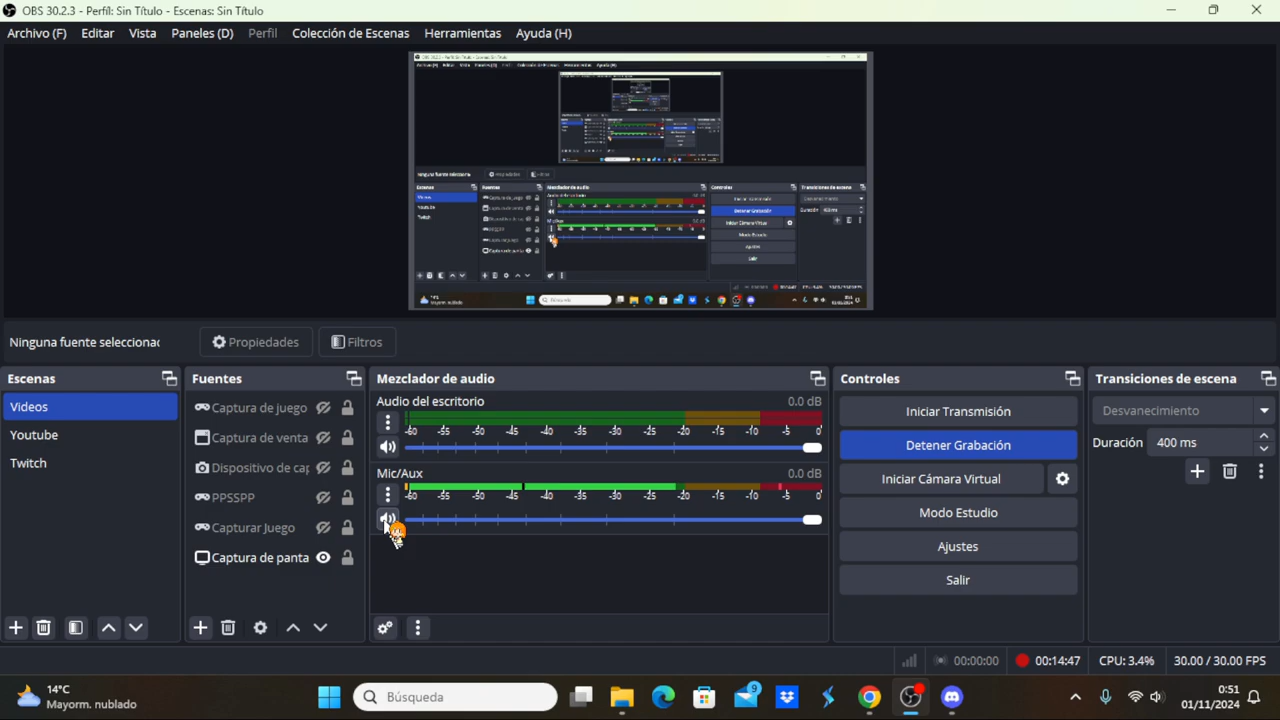 OBS 30.2.3 - Perfil: Sin Título - Escenas: Sin Título
Archivo (F) Editar Vista Paneles (D) Perfil Colección de Escenas Herramientas Ayuda (H)
Ninguna fuente seleccionad Propiedades Filtros
Escenas
Videos
Youtube
Twitch
Fuentes
Captura de juego
Captura de venta
Dispositivo de cap
PPSSPP
Capturar Juego
Captura de panta
Mezclador de audio
Audio del escritorio 0.0 dB
-60 -55 -50 -45 -40 -35 -30 -25 -20 -15 -10 -5 0
Mic/Aux 0.0 dB
-60 -55 -50 -45 -40 -35 -30 -25 -20 -15 -10 -5 0
Controles
Iniciar Transmisión
Detener Grabación
Iniciar Cámara Virtual
Modo Estudio
Ajustes
Salir
Transiciones de escena
Desvanecimiento
Duración 400 ms
00:00:00 00:14:47 CPU: 3.4% 30.00 / 30.00 FPS
14°C
Mayorm. nublado
Búsqueda
9
0:51
01/11/2024